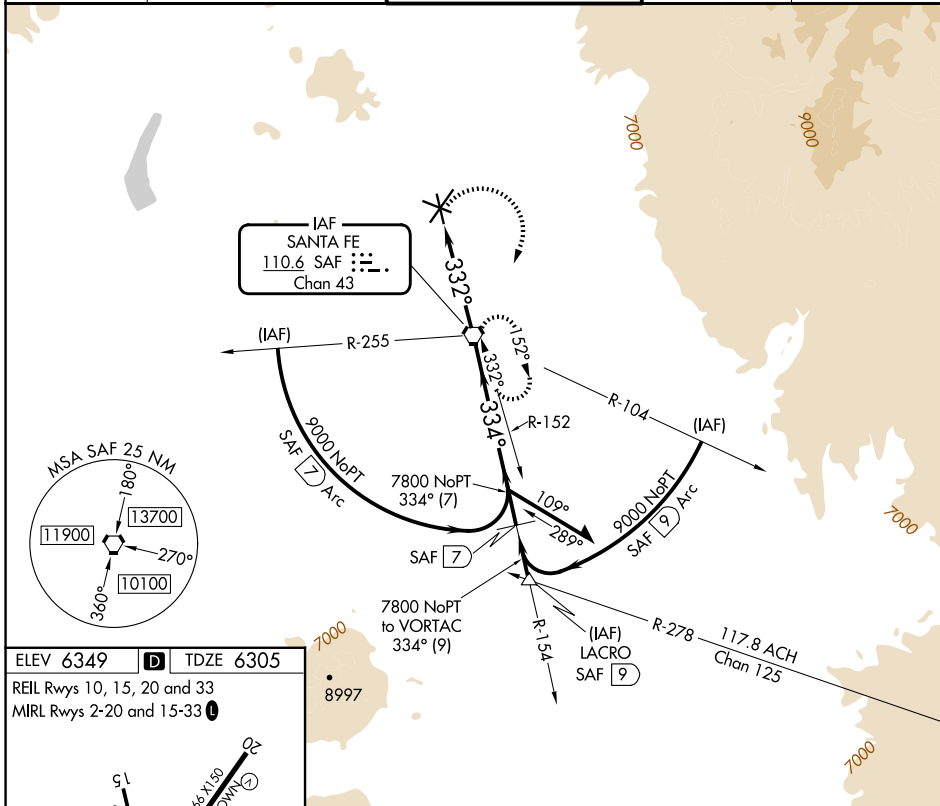 7000
9000
IAF
SANTA FE
110.6 SAF
Chan 43
332°
(IAF)
R-255
152°
332°
R-104
(IAF)
334°
R-152
9000 NoPT
SAF 7 Arc
7800 NoPT
334° (7)
109°
289°
9000 NoPT
SAF 9 Arc
7000
MSA SAF 25 NM
180°
13700
11900
270°
10100
360°
SAF 7
7800 NoPT
to VORTAC
334° (9)
R-154
(IAF)
LACRO
SAF 9
R-278
117.8 ACH
Chan 125
7000
8997
7000
ELEV 6349 D TDZE 6305
REIL Rwys 10, 15, 20 and 33
MIRL Rwys 2-20 and 15-33 L
15
20
66 X150
V